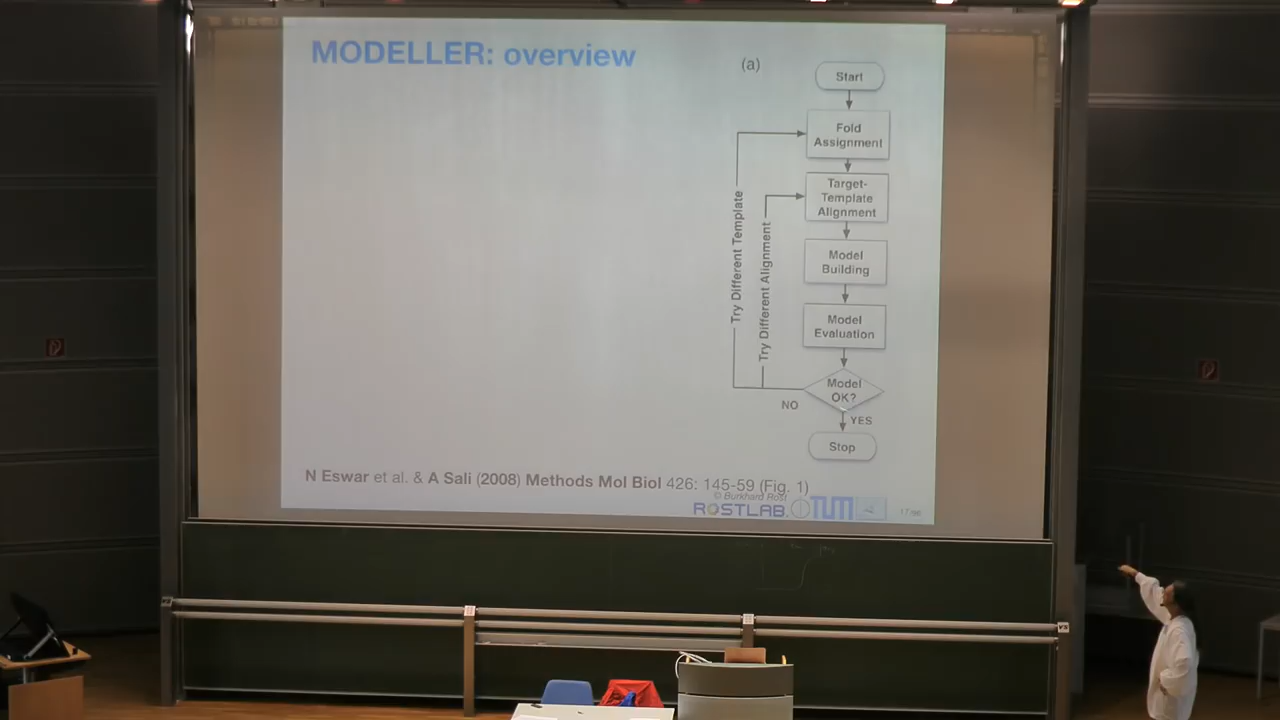 MODELLER: overview
(a)
Start
Fold
Assignment
Target-
Template
Alignment
Model
Building
Model
Evaluation
Model
OK?
NO
YES
Stop
Try Different Template
Try Different Alignment
N Eswar et al. & A Sali (2008) Methods Mol Biol 426: 145-59 (Fig. 1)
© Burkhard Rost
ROSTLAB
TUM